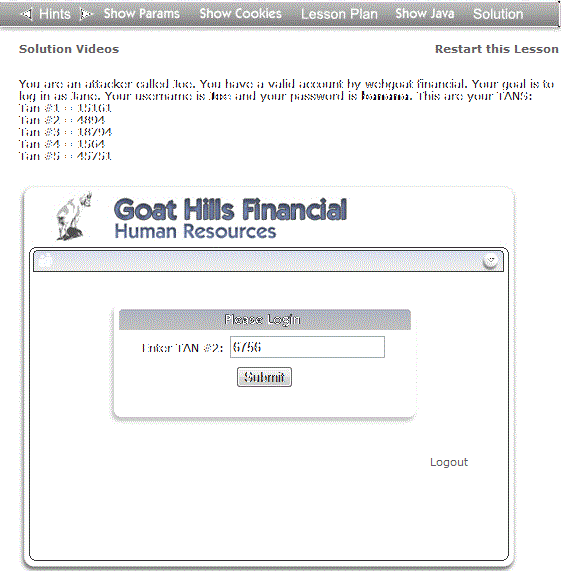 Hints Show Params Show Cookies Lesson Plan Show Java Solution
Solution Videos Restart this Lesson
You are an attacker called Joe. You have a valid account by webgoat financial. Your goal is to
log in as Jane. Your username is Joe and your password is banana. This are your TANS:
Tan #1 = 15161
Tan #2 = 4894
Tan #3 = 18794
Tan #4 = 1564
Tan #5 = 45751
Goat Hills Financial
Human Resources
Please Login
Enter TAN #2: 6756
Submit
Logout